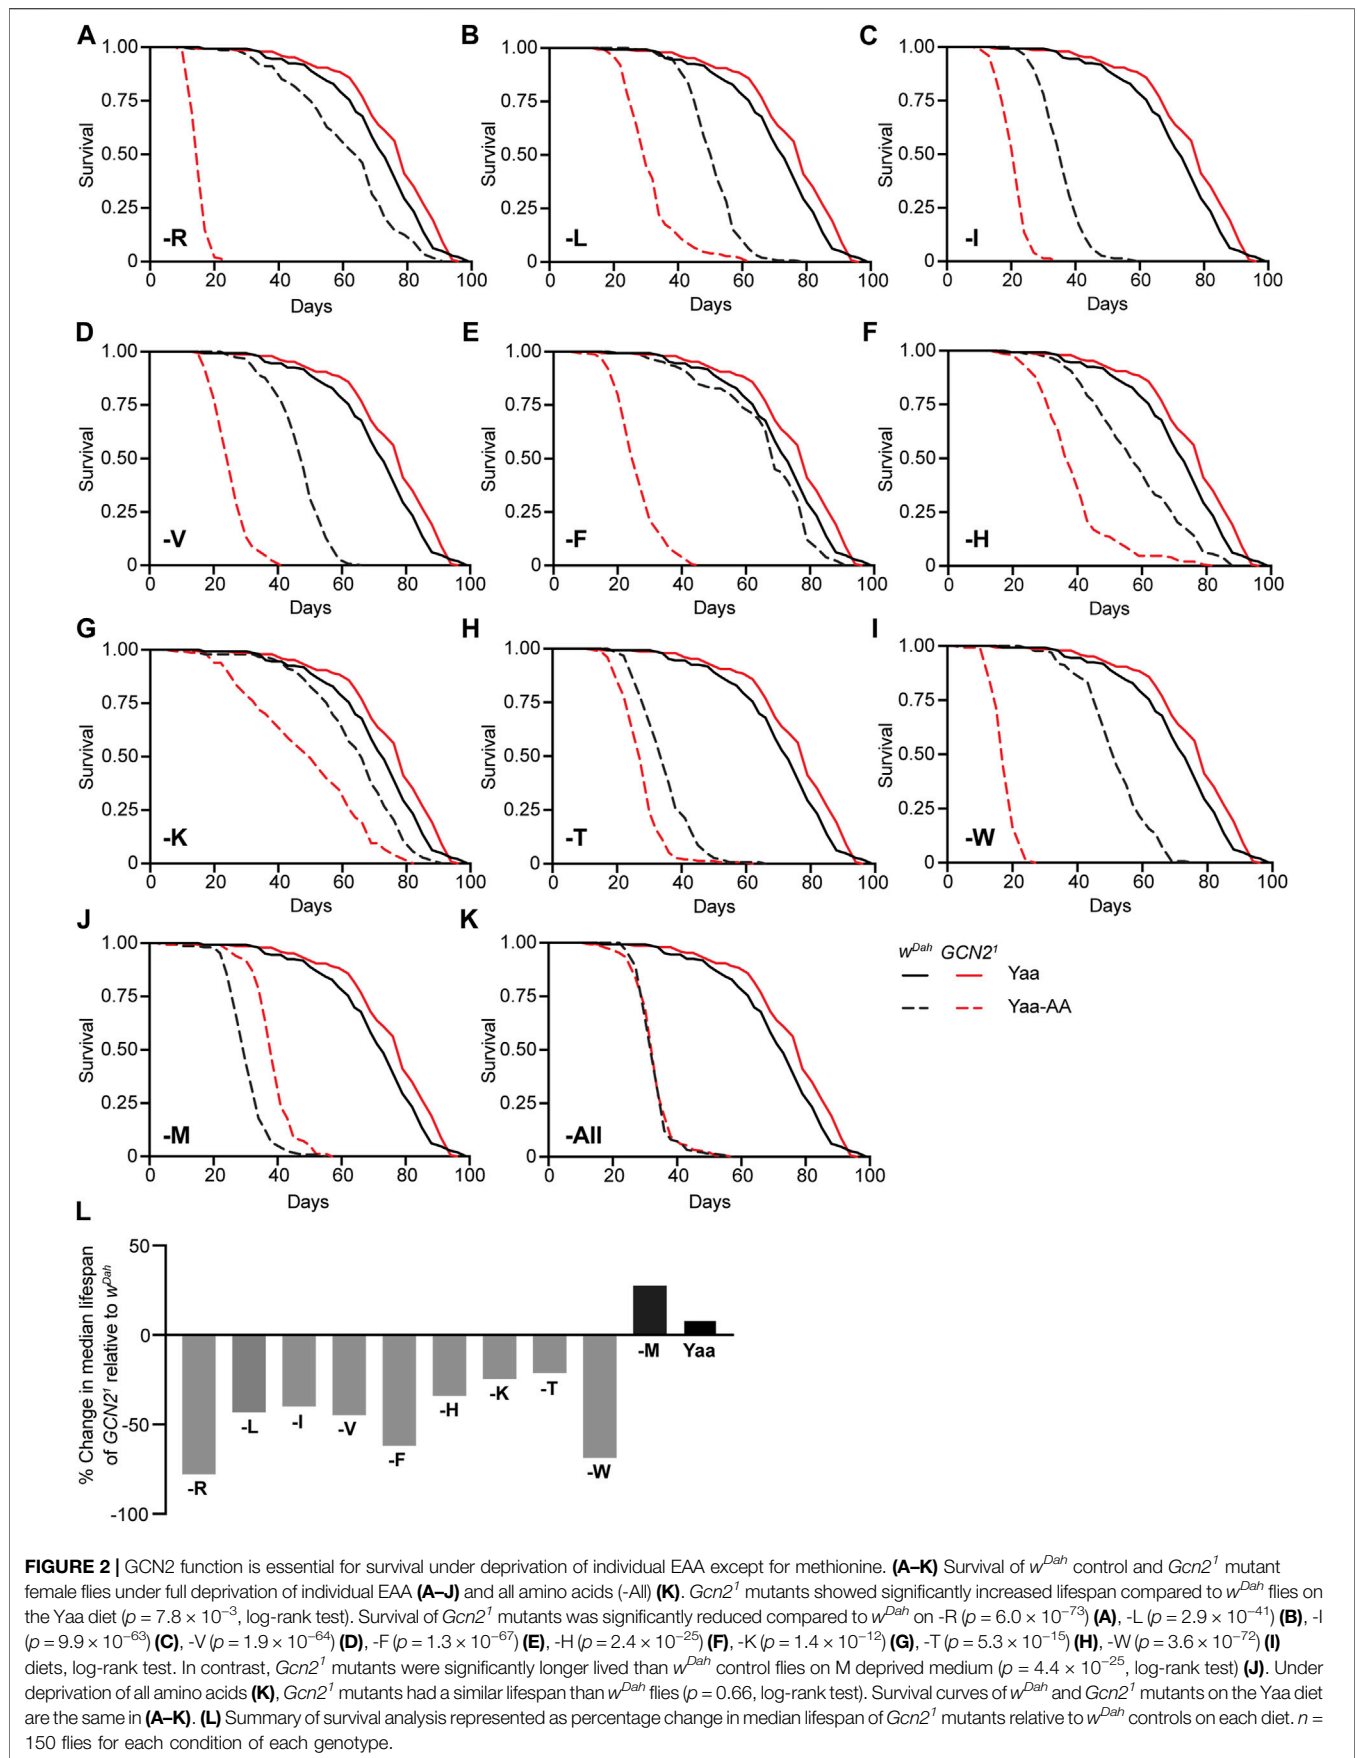 A
1.00
0.75
0.50
0.25
0
Survival
-R
0 20 40 60 80 100
Days
B
1.00
0.75
0.50
0.25
0
Survival
-L
0 20 40 60 80 100
Days
C
1.00
0.75
0.50
0.25
0
Survival
-I
0 20 40 60 80 100
Days
D
1.00
0.75
0.50
0.25
0
Survival
-V
0 20 40 60 80 100
Days
E
1.00
0.75
0.50
0.25
0
Survival
-F
0 20 40 60 80 100
Days
F
1.00
0.75
0.50
0.25
0
Survival
-H
0 20 40 60 80 100
Days
G
1.00
0.75
0.50
0.25
0
Survival
-K
0 20 40 60 80 100
Days
H
1.00
0.75
0.50
0.25
0
Survival
-T
0 20 40 60 80 100
Days
I
1.00
0.75
0.50
0.25
0
Survival
-W
0 20 40 60 80 100
Days
J
1.00
0.75
0.50
0.25
0
Survival
-M
0 20 40 60 80 100
Days
K
1.00
0.75
0.50
0.25
0
Survival
-All
0 20 40 60 80 100
Days
w^Dah GCN2^1
Yaa
Yaa-AA
L
% Change in median lifespan
of GCN2^1 relative to w^Dah
50
0
-50
-100
-R
-L
-I
-V
-F
-H
-K
-T
-W
-M
Yaa
FIGURE 2 | GCN2 function is essential for survival under deprivation of individual EAA except for methionine. (A–K) Survival of w^Dah control and Gcn2^1 mutant
female flies under full deprivation of individual EAA (A–J) and all amino acids (-All) (K). Gcn2^1 mutants showed significantly increased lifespan compared to w^Dah flies on
the Yaa diet (p = 7.8 × 10^−3, log-rank test). Survival of Gcn2^1 mutants was significantly reduced compared to w^Dah on -R (p = 6.0 × 10^−73) (A), -L (p = 2.9 × 10^−41) (B), -I
(p = 9.9 × 10^−63) (C), -V (p = 1.9 × 10^−64) (D), -F (p = 1.3 × 10^−67) (E), -H (p = 2.4 × 10^−25) (F), -K (p = 1.4 × 10^−12) (G), -T (p = 5.3 × 10^−15) (H), -W (p = 3.6 × 10^−72) (I)
diets, log-rank test. In contrast, Gcn2^1 mutants were significantly longer lived than w^Dah control flies on M deprived medium (p = 4.4 × 10^−25, log-rank test) (J). Under
deprivation of all amino acids (K), Gcn2^1 mutants had a similar lifespan than w^Dah flies (p = 0.66, log-rank test). Survival curves of w^Dah and Gcn2^1 mutants on the Yaa diet
are the same in (A–K). (L) Summary of survival analysis represented as percentage change in median lifespan of Gcn2^1 mutants relative to w^Dah controls on each diet. n =
150 flies for each condition of each genotype.